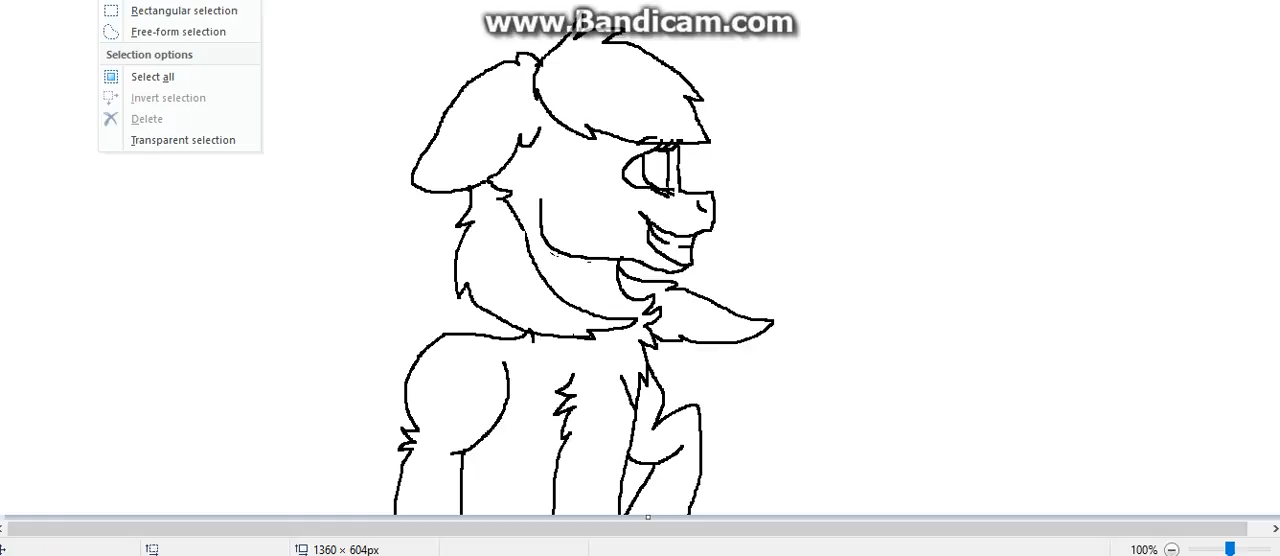 www.Bandicam.com
Rectangular selection
Free-form selection
Selection options
Select all
Invert selection
Delete
Transparent selection
1360 × 604px
100%